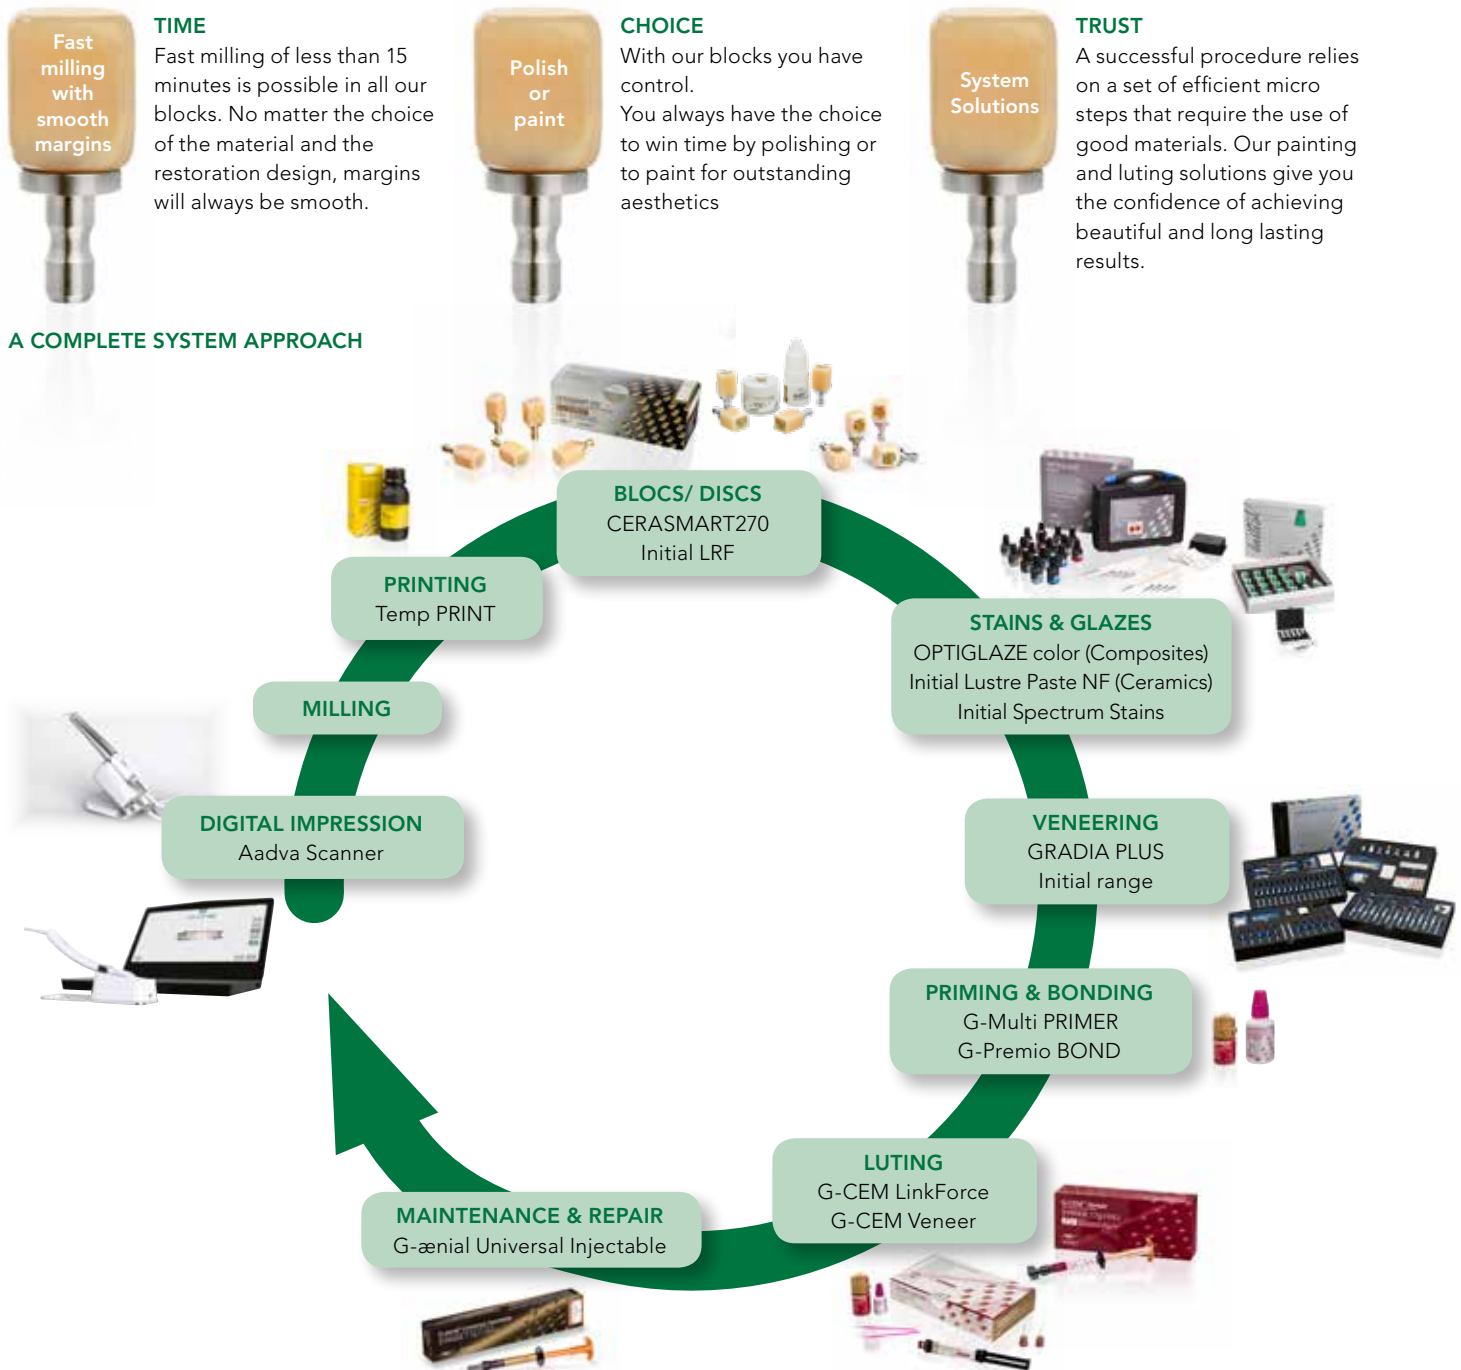 Fast
milling
with
smooth
margins
TIME
Fast milling of less than 15
minutes is possible in all our
blocks. No matter the choice
of the material and the
restoration design, margins
will always be smooth.
Polish
or
paint
CHOICE
With our blocks you have
control.
You always have the choice
to win time by polishing or
to paint for outstanding
aesthetics
System
Solutions
TRUST
A successful procedure relies
on a set of efficient micro
steps that require the use of
good materials. Our painting
and luting solutions give you
the confidence of achieving
beautiful and long lasting
results.
A COMPLETE SYSTEM APPROACH
BLOCS/ DISCS
CERASMART270
Initial LRF
PRINTING
Temp PRINT
STAINS & GLAZES
OPTIGLAZE color (Composites)
Initial Lustre Paste NF (Ceramics)
Initial Spectrum Stains
MILLING
DIGITAL IMPRESSION
Aadva Scanner
VENEERING
GRADIA PLUS
Initial range
PRIMING & BONDING
G-Multi PRIMER
G-Premio BOND
LUTING
G-CEM LinkForce
G-CEM Veneer
MAINTENANCE & REPAIR
G-ænial Universal Injectable